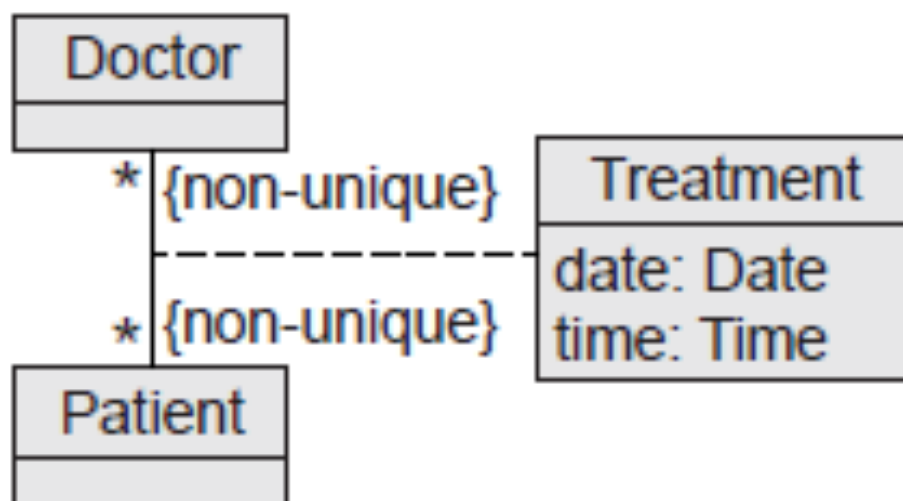 Doctor
* {non-unique}
Treatment
date: Date
time: Time
* {non-unique}
Patient